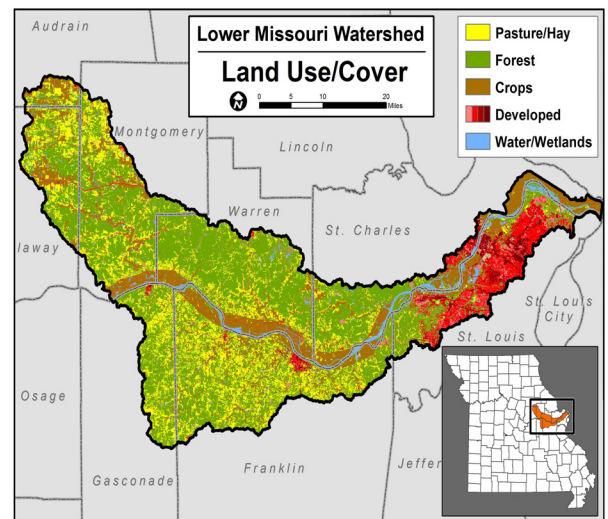 Lower Missouri Watershed
Land Use/Cover
N
0 5 10 20
Miles
Pasture/Hay
Forest
Crops
Developed
Water/Wetlands
Audrain
Montgomery
Lincoln
Warren
St. Charles
laway
St. Louis
City
St. Louis
Osage
Gasconade
Franklin
Jeffer